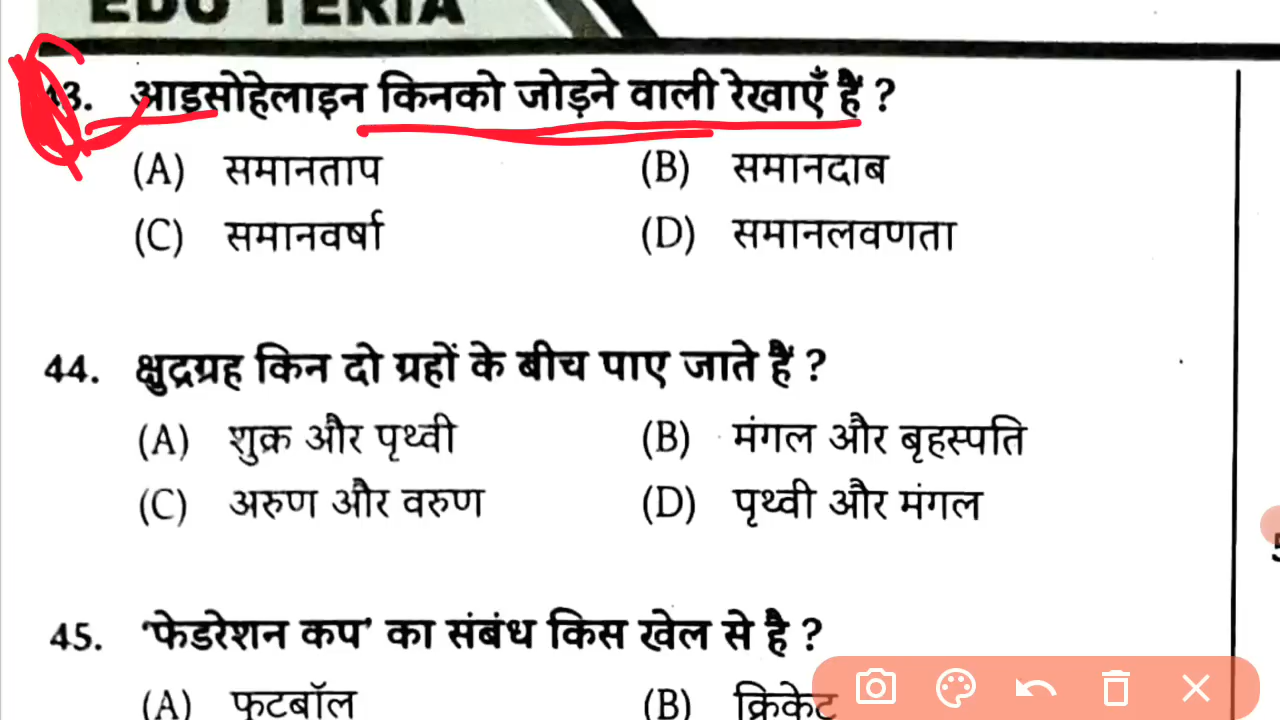 EDU TERIA
43. आइसोहेलाइन किनको जोड़ने वाली रेखाएँ हैं ?
(A) समानताप (B) समानदाब
(C) समानवर्षा (D) समानलवणता
44. क्षुद्रग्रह किन दो ग्रहों के बीच पाए जाते हैं ?
(A) शुक्र और पृथ्वी (B) मंगल और बृहस्पति
(C) अरुण और वरुण (D) पृथ्वी और मंगल
45. 'फेडरेशन कप' का संबंध किस खेल से है ?
(A) फुटबॉल (B) क्रिकेट